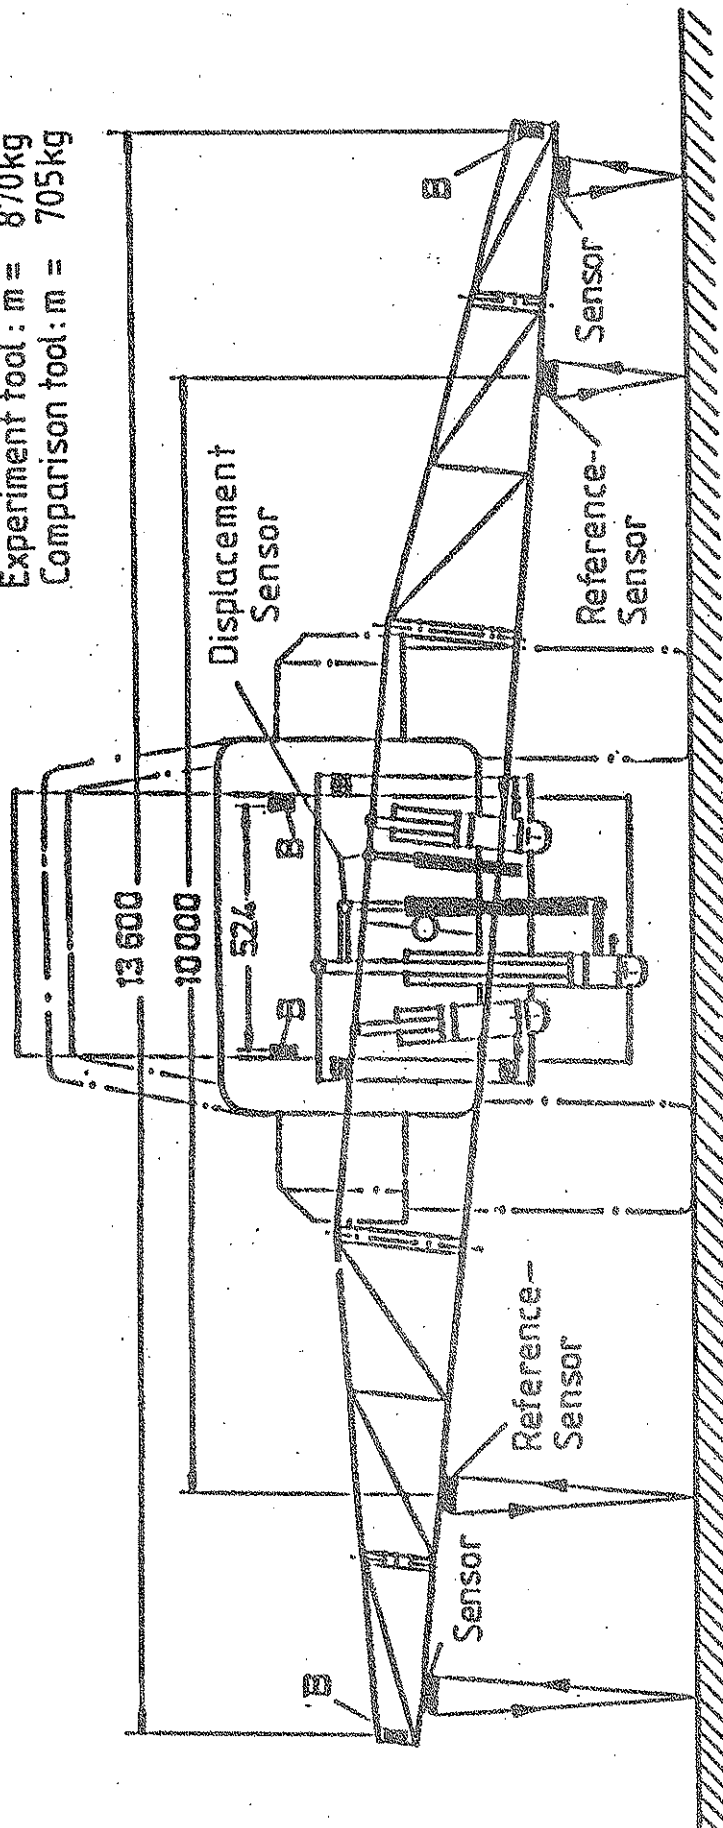 Experiment tool: m = 870kg
Comparison tool: m = 705kg
13 600
10 000
524
Displacement
Sensor
B
B
B
B
Sensor
Reference-
Sensor
Reference-
Sensor
Sensor